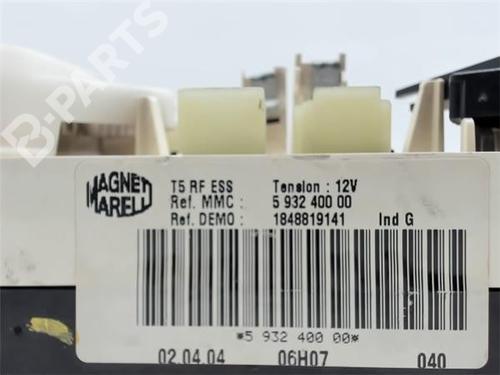 B-PARTS
MAGNETI MARELLI
T5 RF ESS Tension : 12V
Ref. MMC : 5 932 400 00
Ref. DEMO : 1848819141 Ind G
*5 932 400 00*
02.04.04 06H07 040